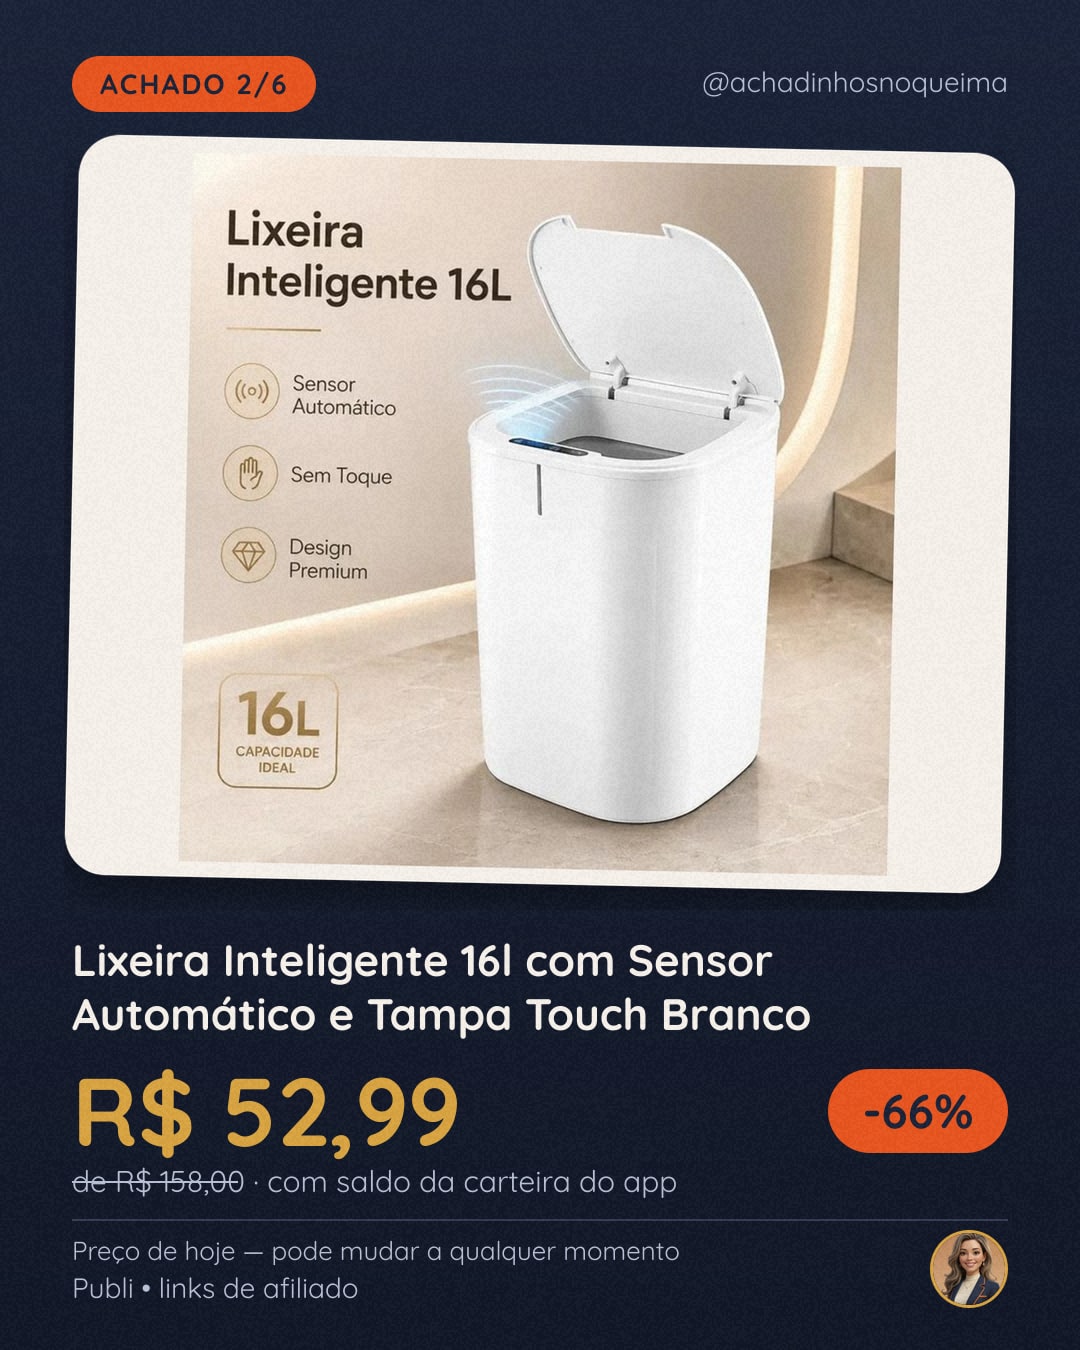 ACHADO 2/6
@achadinhosnoqueima
Lixeira
Inteligente 16L
Sensor
Automático
Sem Toque
Design
Premium
16L
CAPACIDADE
IDEAL
Lixeira Inteligente 16l com Sensor
Automático e Tampa Touch Branco
R$ 52,99
-66%
de R$ 158,00 · com saldo da carteira do app
Preço de hoje — pode mudar a qualquer momento
Publi • links de afiliado